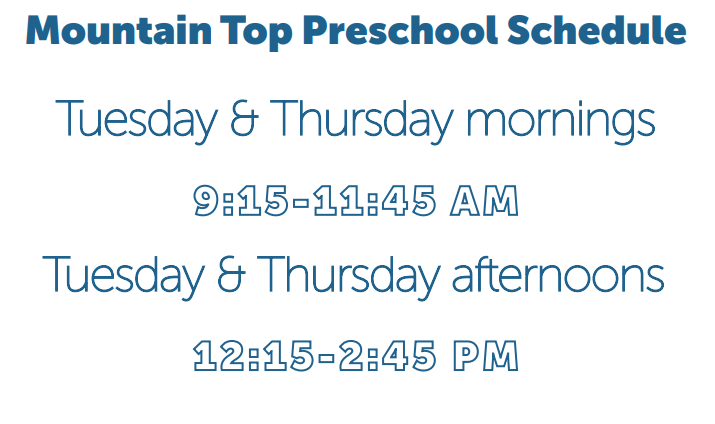 Mountain Top Preschool Schedule
Tuesday & Thursday mornings
9:15-11:45 AM
Tuesday & Thursday afternoons
12:15-2:45 PM